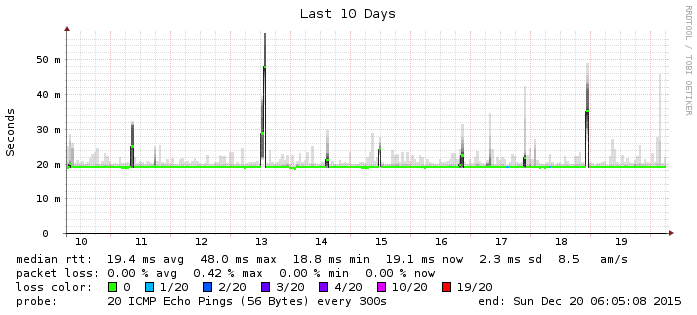 Last 10 Days
RRDTOOL / TOBI OETIKER
Seconds
50 m
40 m
30 m
20 m
10 m
0
10 11 12 13 14 15 16 17 18 19
median rtt: 19.4 ms avg 48.0 ms max 18.8 ms min 19.1 ms now 2.3 ms sd 8.5 am/s
packet loss: 0.00 % avg 0.42 % max 0.00 % min 0.00 % now
loss color: 0 1/20 2/20 3/20 4/20 10/20 19/20
probe: 20 ICMP Echo Pings (56 Bytes) every 300s end: Sun Dec 20 06:05:08 2015